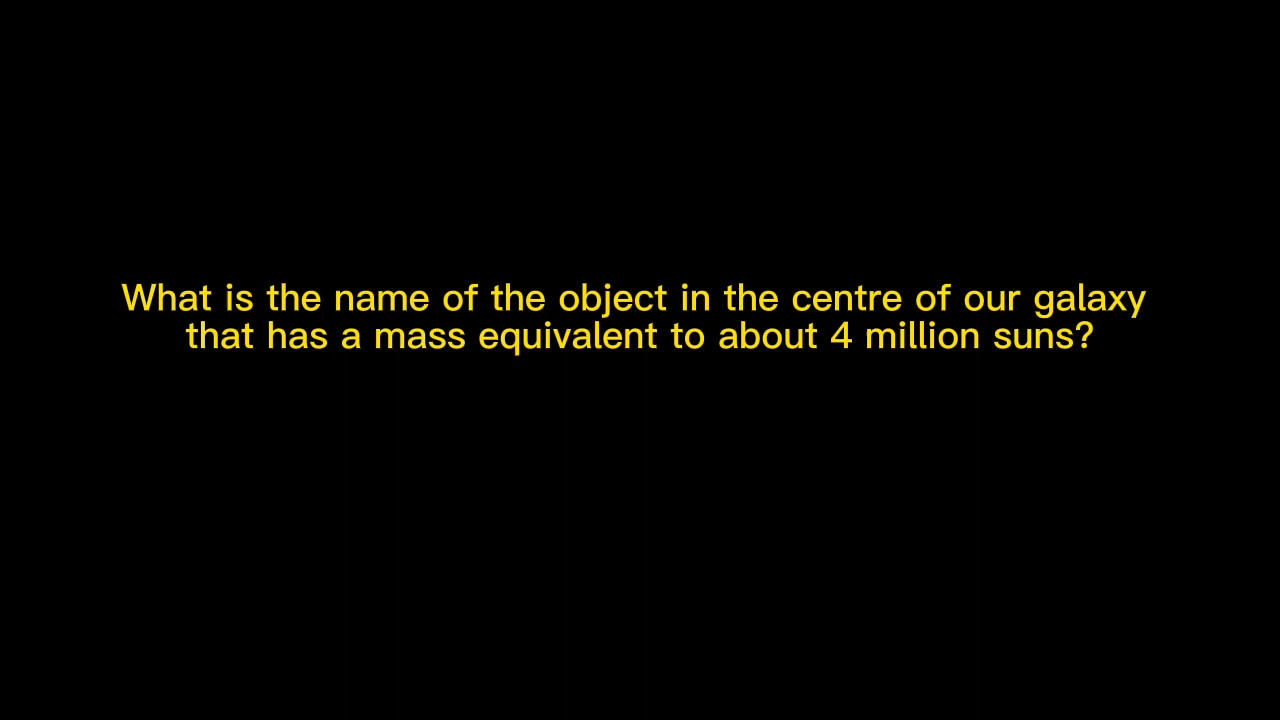 What is the name of the object in the centre of our galaxy
that has a mass equivalent to about 4 million suns?